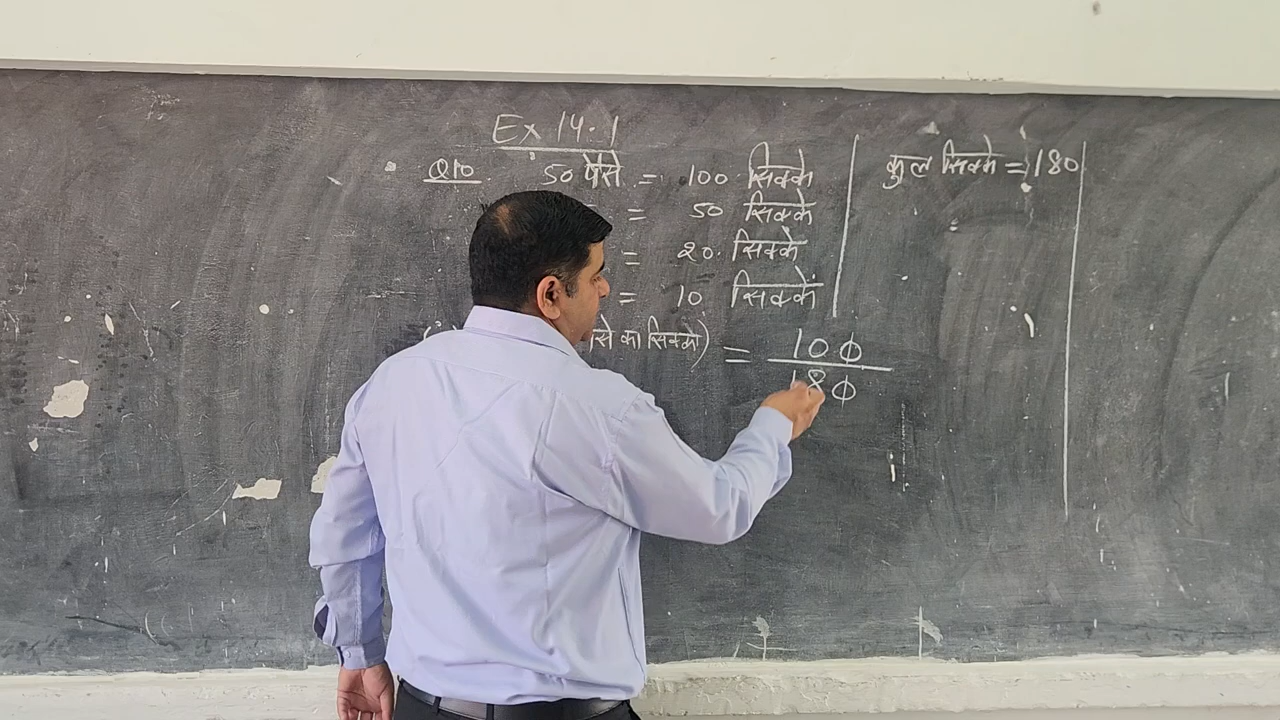 Ex 14.1
Q10. 50 पैसे = 100 सिक्के
= 50 सिक्के
= 20 सिक्के
= 10 सिक्कें
से का सिक्का) = 100/180
कुल सिक्के = 180